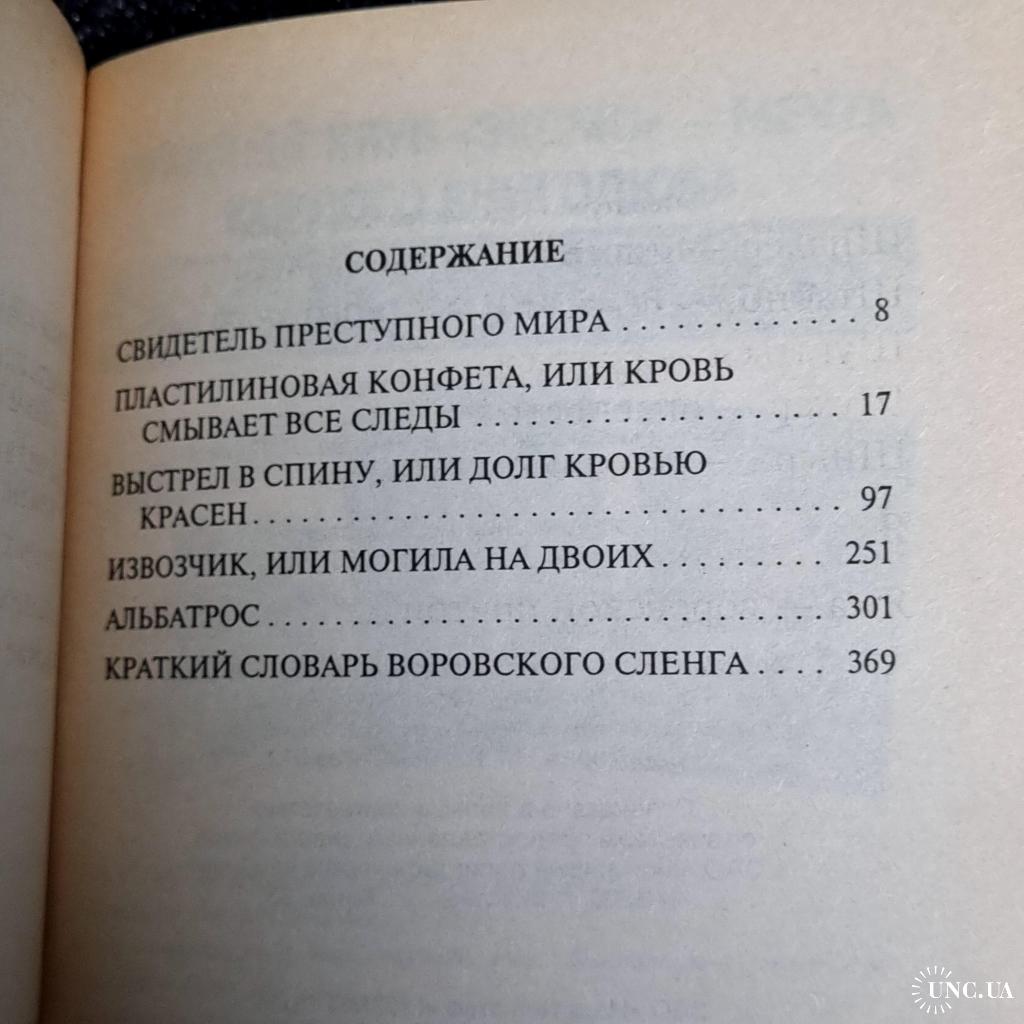 СОДЕРЖАНИЕ
СВИДЕТЕЛЬ ПРЕСТУПНОГО МИРА . . . . . . . . . . . . . 8
ПЛАСТИЛИНОВАЯ КОНФЕТА, ИЛИ КРОВЬ
СМЫВАЕТ ВСЕ СЛЕДЫ . . . . . . . . . . . . . . . . . . . . 17
ВЫСТРЕЛ В СПИНУ, ИЛИ ДОЛГ КРОВЬЮ
КРАСЕН. . . . . . . . . . . . . . . . . . . . . . . . . . . . . . . . . 97
ИЗВОЗЧИК, ИЛИ МОГИЛА НА ДВОИХ. . . . . . . . . 251
АЛЬБАТРОС. . . . . . . . . . . . . . . . . . . . . . . . . . . . . . . 301
КРАТКИЙ СЛОВАРЬ ВОРОВСКОГО СЛЕНГА. . . . 369
UNC.UA